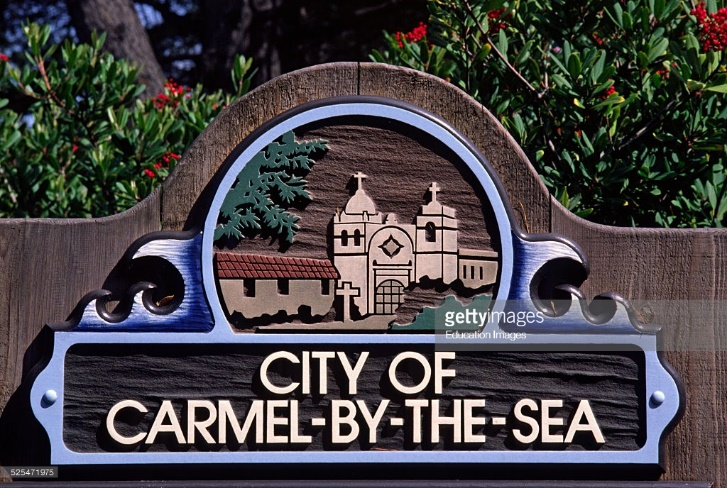 gettyimages
Education Images
CITY OF
CARMEL-BY-THE-SEA
525471975